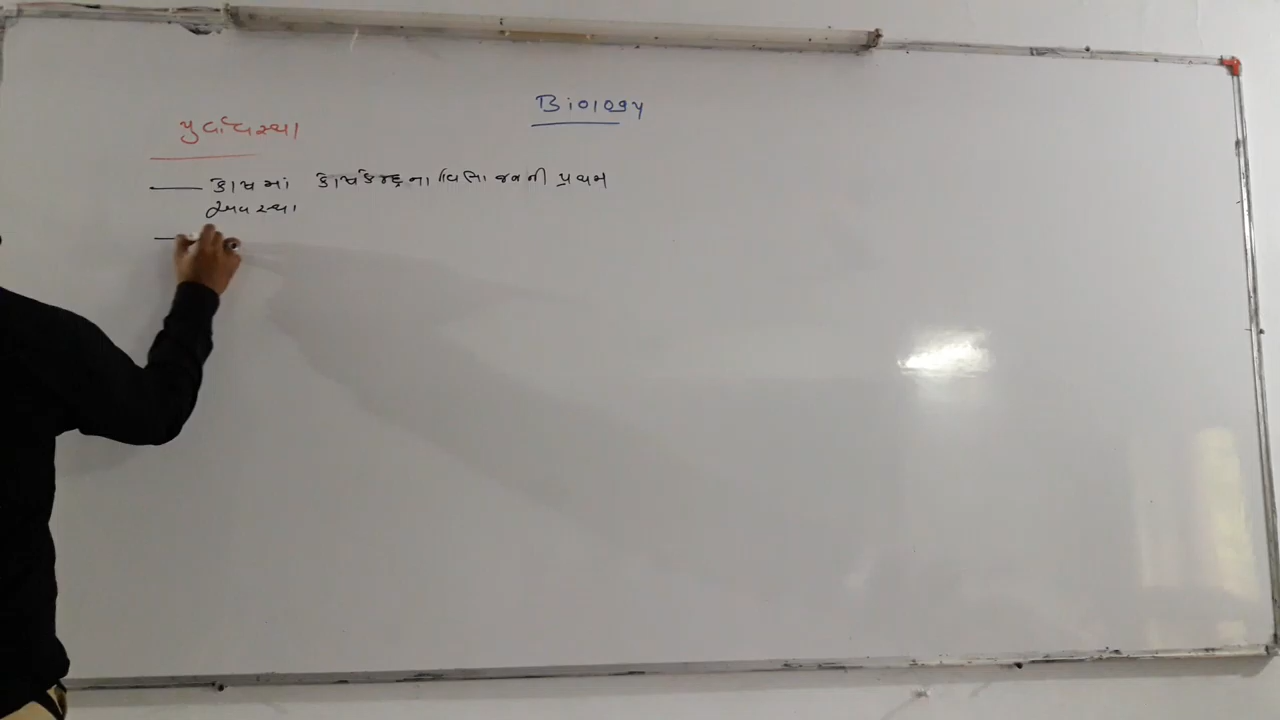 Biology
પુર્વાવસ્થા
કોષમાં કોષકેન્દ્રના વિભાજનની પ્રથમ
અવસ્થા